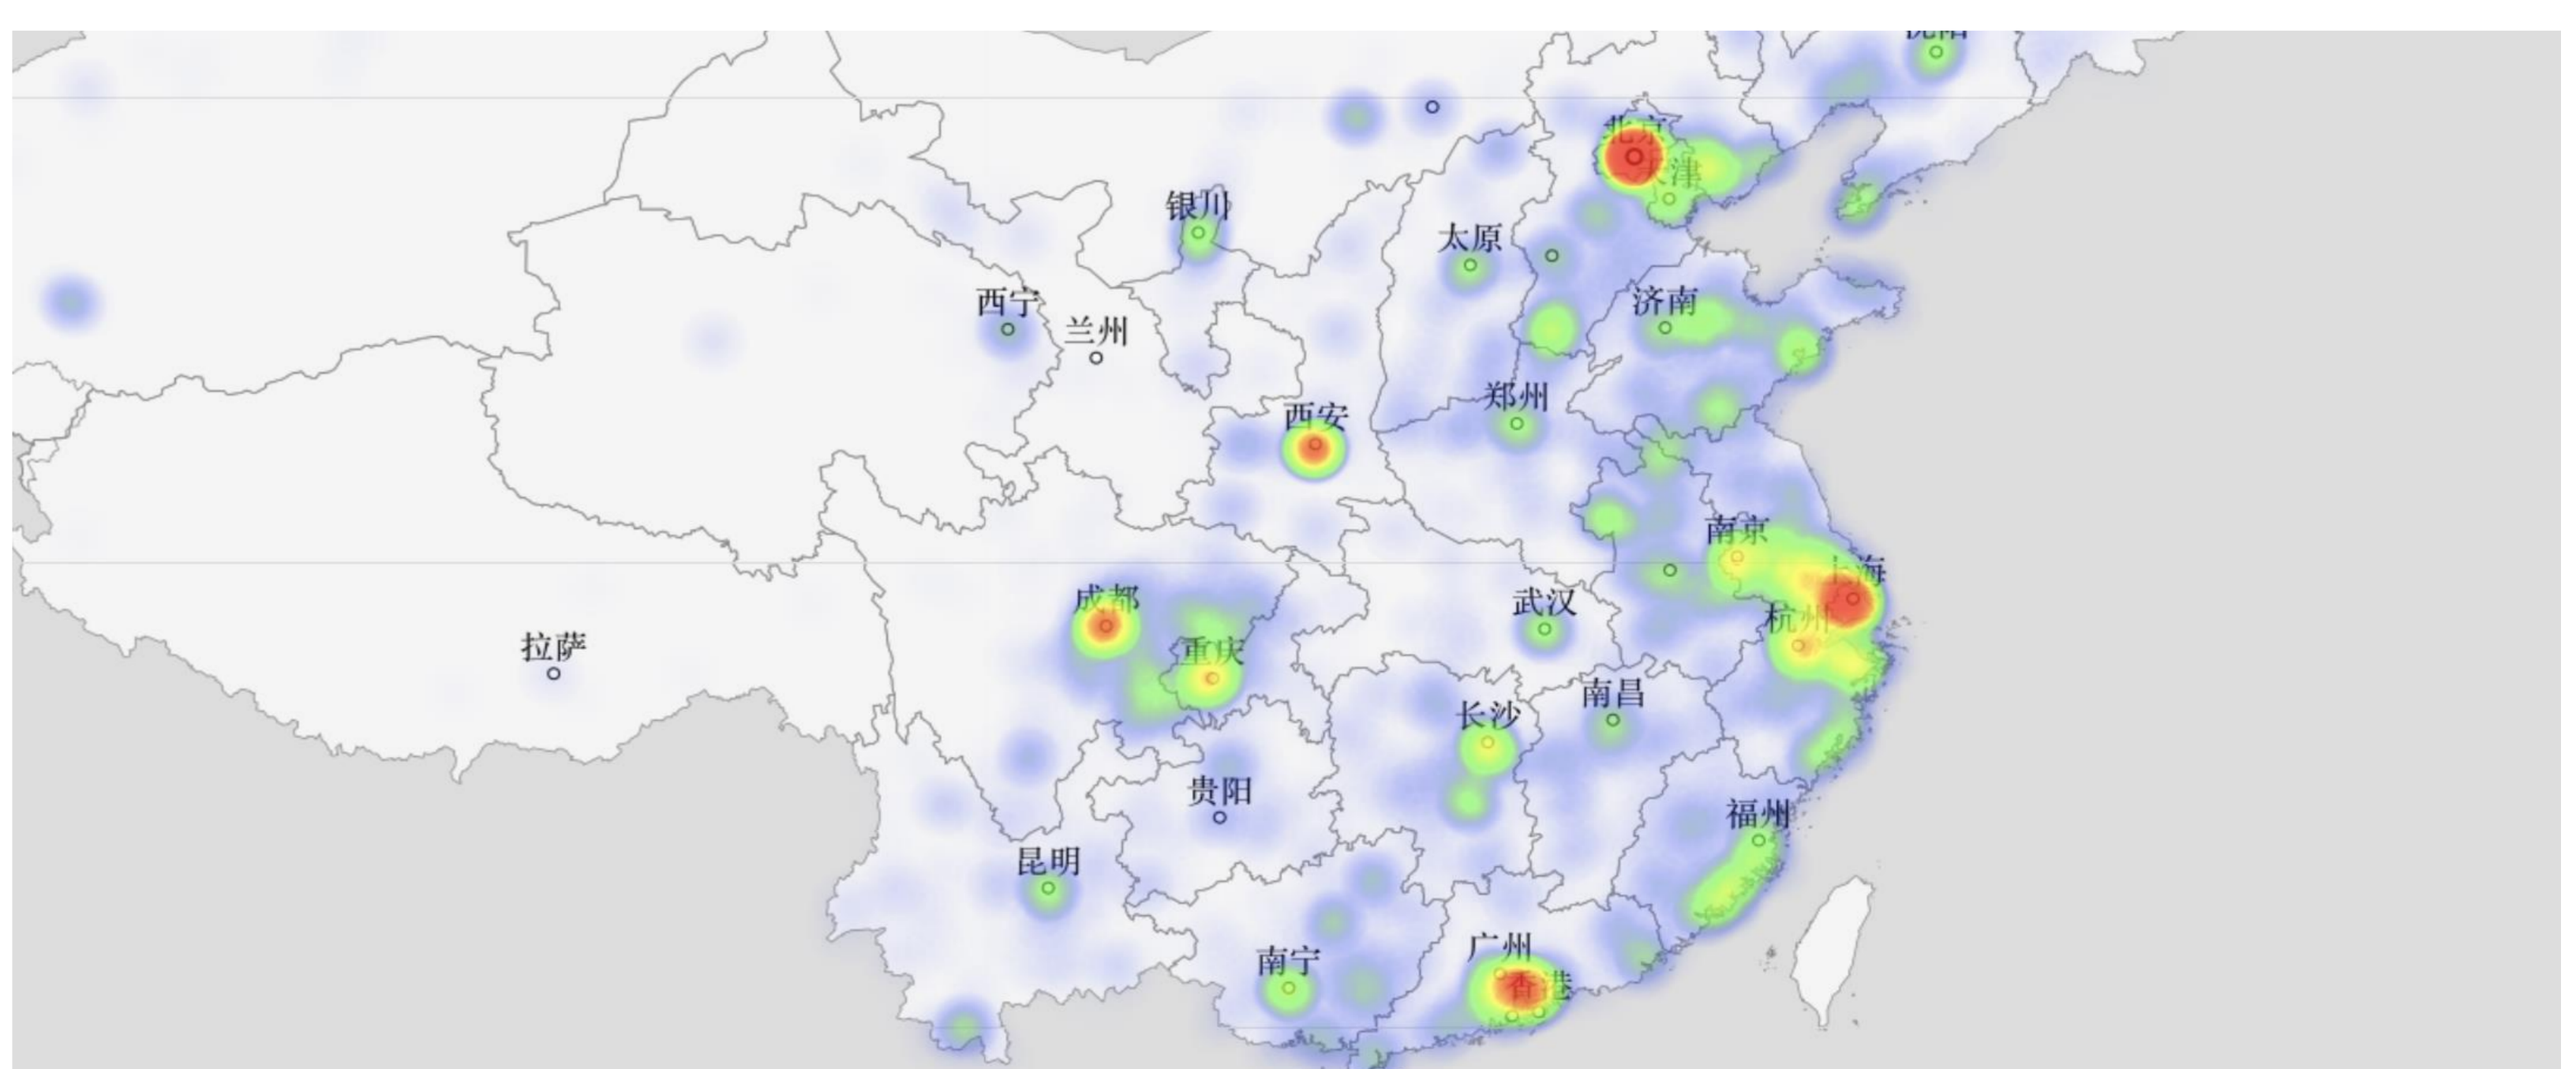 沈阳
北京
天津
银川
太原
西宁
济南
兰州
郑州
西安
南京
上海
成都
武汉
杭州
重庆
拉萨
南昌
长沙
贵阳
福州
昆明
广州
南宁
香港